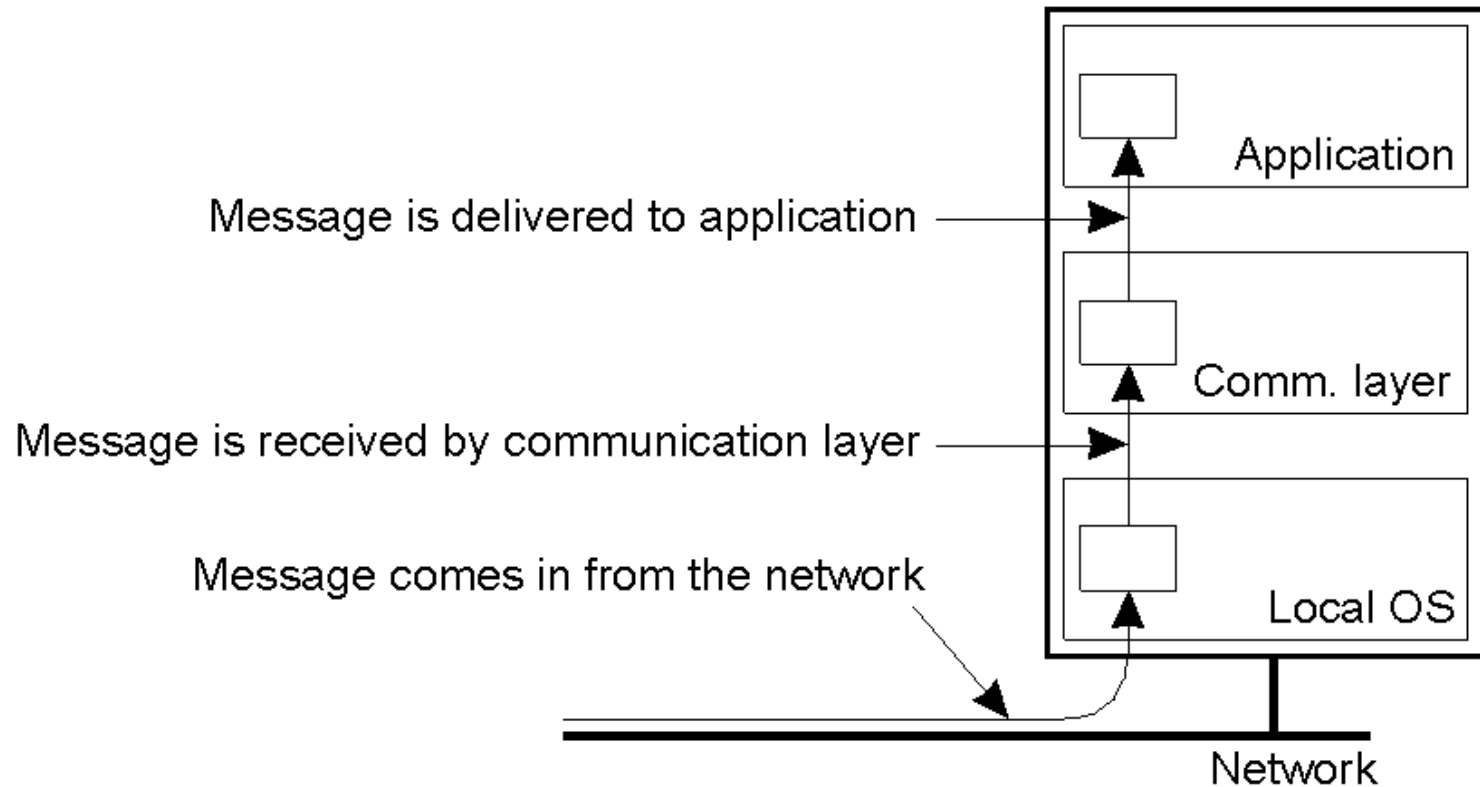 Application
Message is delivered to application
Comm. layer
Message is received by communication layer
Message comes in from the network
Local OS
Network